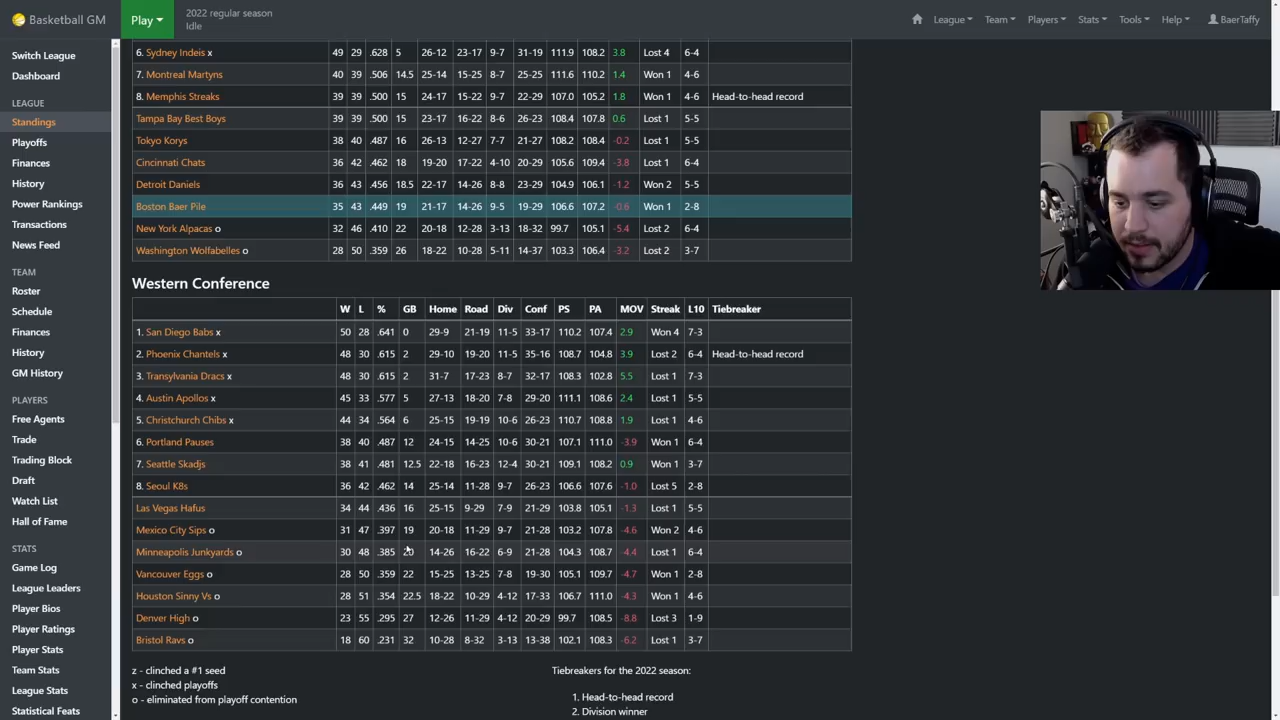 Basketball GM Play 2022 regular season League Team Players Stats Tools Help BaerTaffy
Idle
Switch League
Dashboard
LEAGUE
Standings
Playoffs
Finances
History
Power Rankings
Transactions
News Feed
TEAM
Roster
Schedule
Finances
History
GM History
PLAYERS
Free Agents
Trade
Trading Block
Draft
Watch List
Hall of Fame
STATS
Game Log
League Leaders
Player Bios
Player Ratings
Player Stats
Team Stats
League Stats
Statistical Feats
6. Sydney Indeis x 49 29 .628 5 26-12 23-17 9-7 31-19 111.9 108.2 3.8 Lost 4 6-4
7. Montreal Martyns 40 39 .506 14.5 25-14 15-25 8-7 25-25 111.6 110.2 1.4 Won 1 4-6
8. Memphis Streaks 39 39 .500 15 24-17 15-22 9-7 22-29 107.0 105.2 1.8 Won 1 4-6 Head-to-head record
Tampa Bay Best Boys 39 39 .500 15 23-17 16-22 8-6 26-23 108.4 107.8 0.6 Lost 1 5-5
Tokyo Korys 38 40 .487 16 26-13 12-27 7-7 21-27 108.2 108.4 -0.2 Lost 1 5-5
Cincinnati Chats 36 42 .462 18 19-20 17-22 4-10 20-29 105.6 109.4 -3.8 Lost 1 6-4
Detroit Daniels 36 43 .456 18.5 22-17 14-26 8-8 23-29 104.9 106.1 -1.2 Won 2 5-5
Boston Baer Pile 35 43 .449 19 21-17 14-26 9-5 19-29 106.6 107.2 -0.6 Won 1 2-8
New York Alpacas o 32 46 .410 22 20-18 12-28 3-13 18-32 99.7 105.1 -5.4 Lost 2 6-4
Washington Wolfabelles o 28 50 .359 26 18-22 10-28 5-11 14-37 103.3 106.4 -3.2 Lost 2 3-7
Western Conference
W L % GB Home Road Div Conf PS PA MOV Streak L10 Tiebreaker
1. San Diego Babs x 50 28 .641 0 29-9 21-19 11-5 33-17 110.2 107.4 2.9 Won 4 7-3
2. Phoenix Chantels x 48 30 .615 2 29-10 19-20 11-5 35-16 108.7 104.8 3.9 Lost 2 6-4 Head-to-head record
3. Transylvania Dracs x 48 30 .615 2 31-7 17-23 8-7 32-17 108.3 102.8 5.5 Lost 1 7-3
4. Austin Apollos x 45 33 .577 5 27-13 18-20 7-8 29-20 111.1 108.6 2.4 Lost 1 5-5
5. Christchurch Chibs x 44 34 .564 6 25-15 19-19 10-6 26-23 110.7 108.8 1.9 Lost 1 4-6
6. Portland Pauses 38 40 .487 12 24-15 14-25 10-6 30-21 107.1 111.0 -3.9 Won 1 6-4
7. Seattle Skadjs 38 41 .481 12.5 22-18 16-23 12-4 30-21 109.1 108.2 0.9 Won 1 3-7
8. Seoul K8s 36 42 .462 14 25-14 11-28 9-7 26-23 106.6 107.6 -1.0 Lost 5 2-8
Las Vegas Hafus 34 44 .436 16 25-15 9-29 7-9 21-29 103.8 105.1 -1.3 Lost 1 5-5
Mexico City Sips o 31 47 .397 19 20-18 11-29 9-7 21-28 103.2 107.8 -4.6 Won 2 4-6
Minneapolis Junkyards o 30 48 .385 20 14-26 16-22 6-9 21-28 104.3 108.7 -4.4 Lost 1 6-4
Vancouver Eggs o 28 50 .359 22 15-25 13-25 7-8 19-30 105.1 109.7 -4.7 Won 1 2-8
Houston Sinny Vs o 28 51 .354 22.5 18-22 10-29 4-12 17-33 106.7 111.0 -4.3 Won 1 4-6
Denver High o 23 55 .295 27 12-26 11-29 4-12 20-29 99.7 108.5 -8.8 Lost 3 1-9
Bristol Ravs o 18 60 .231 32 10-28 8-32 3-13 13-38 102.1 108.3 -6.2 Lost 1 3-7
z - clinched a #1 seed
x - clinched playoffs
o - eliminated from playoff contention
Tiebreakers for the 2022 season:
1. Head-to-head record
2. Division winner